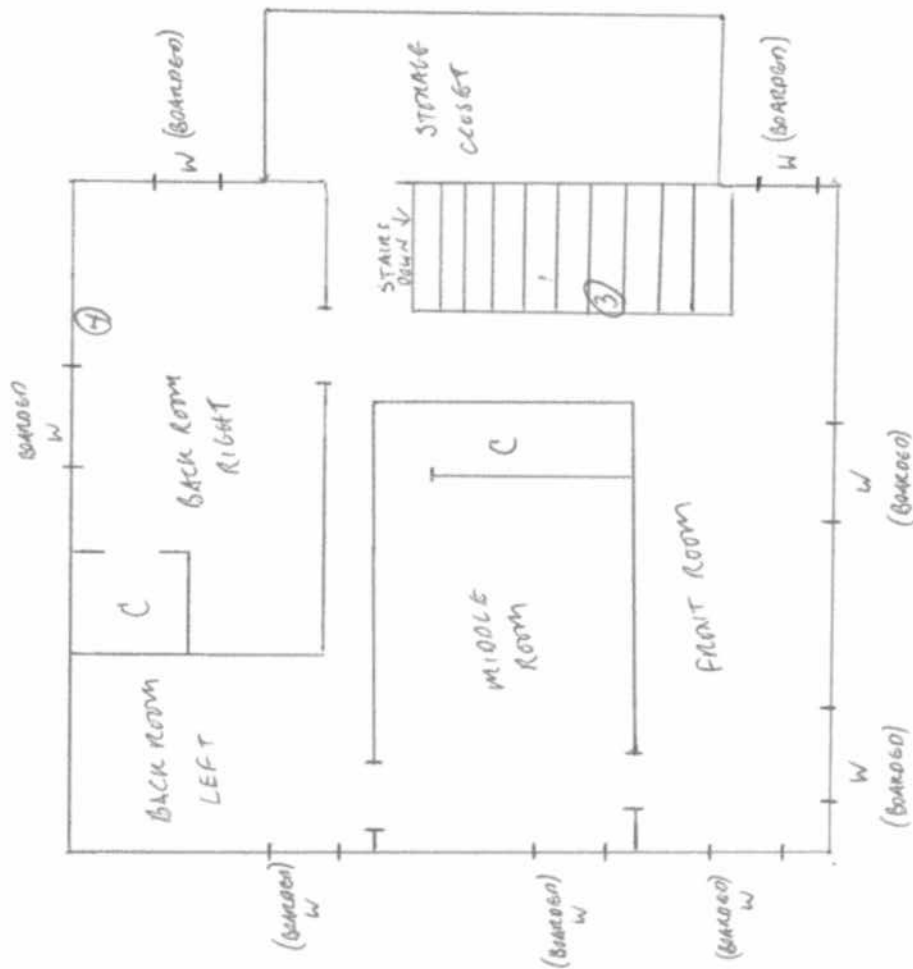 BOARDED
W
W (BOARDED)
4
BACK ROOM
RIGHT
C
BACK ROOM
LEFT
STORAGE
CLOSET
STAIRS
DOWN
3
C
MIDDLE
ROOM
FRONT ROOM
W (BOARDED)
(BOARDED)
W
(BOARDED)
W
(BOARDED)
W
W
(BOARDED)
W
(BOARDED)